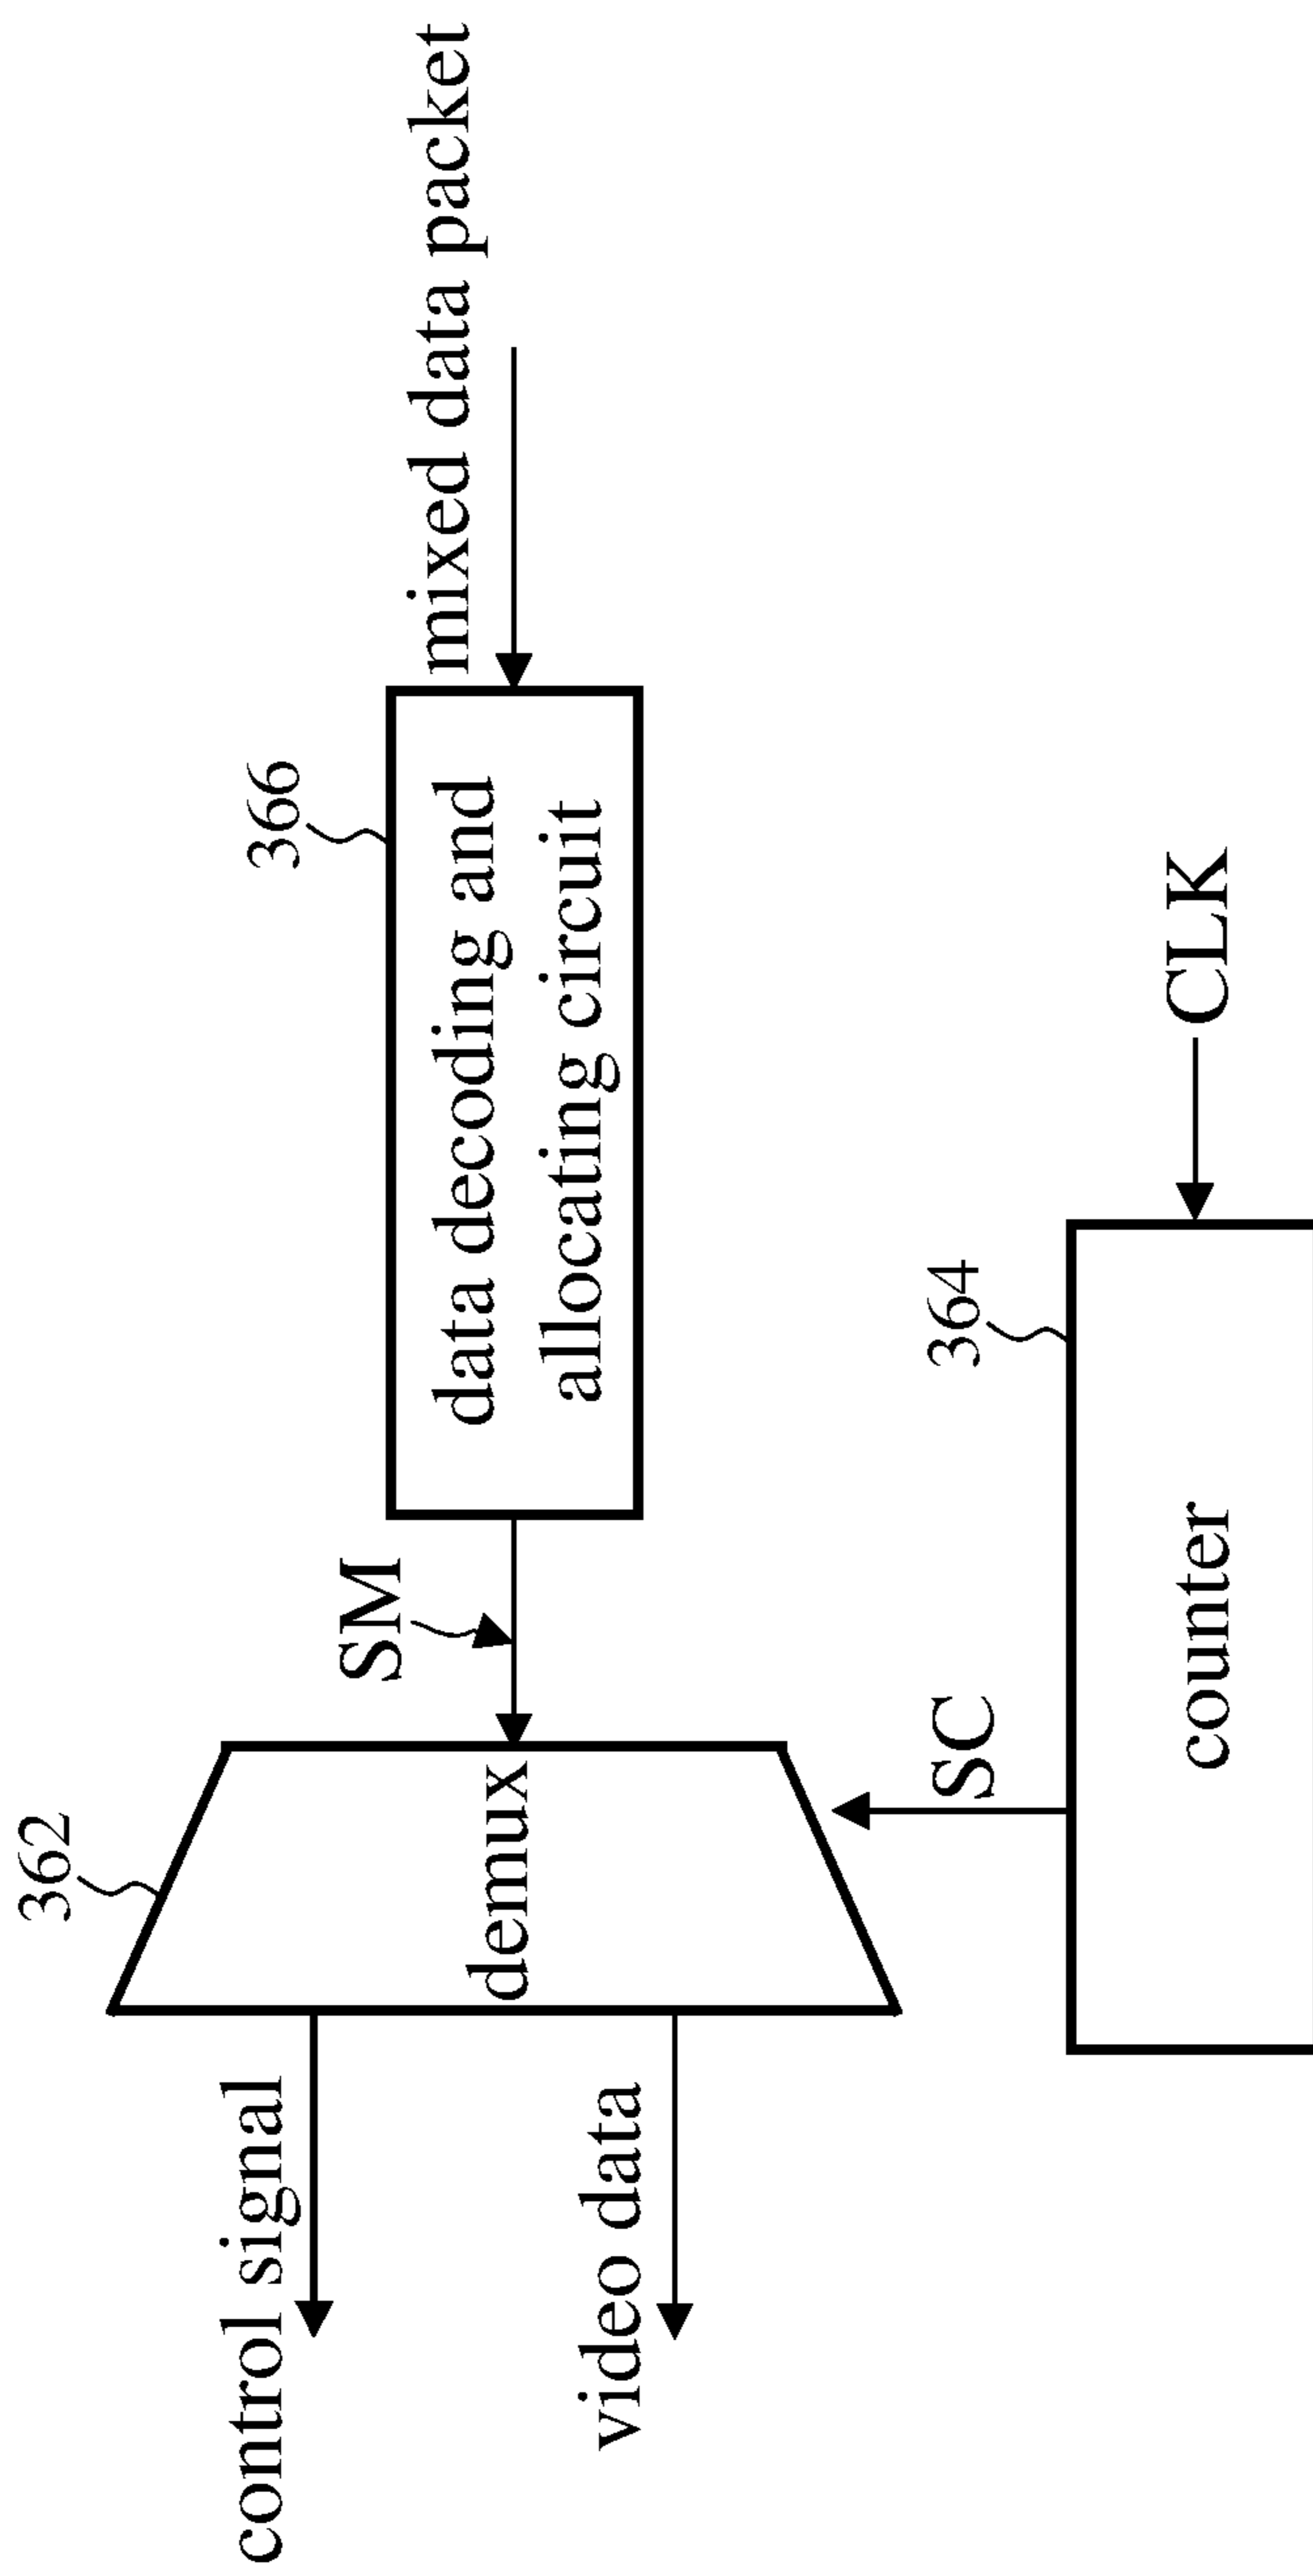 362
366
control signal
SM
mixed data packet
demux
data decoding and
allocating circuit
video data
SC
364
counter
CLK